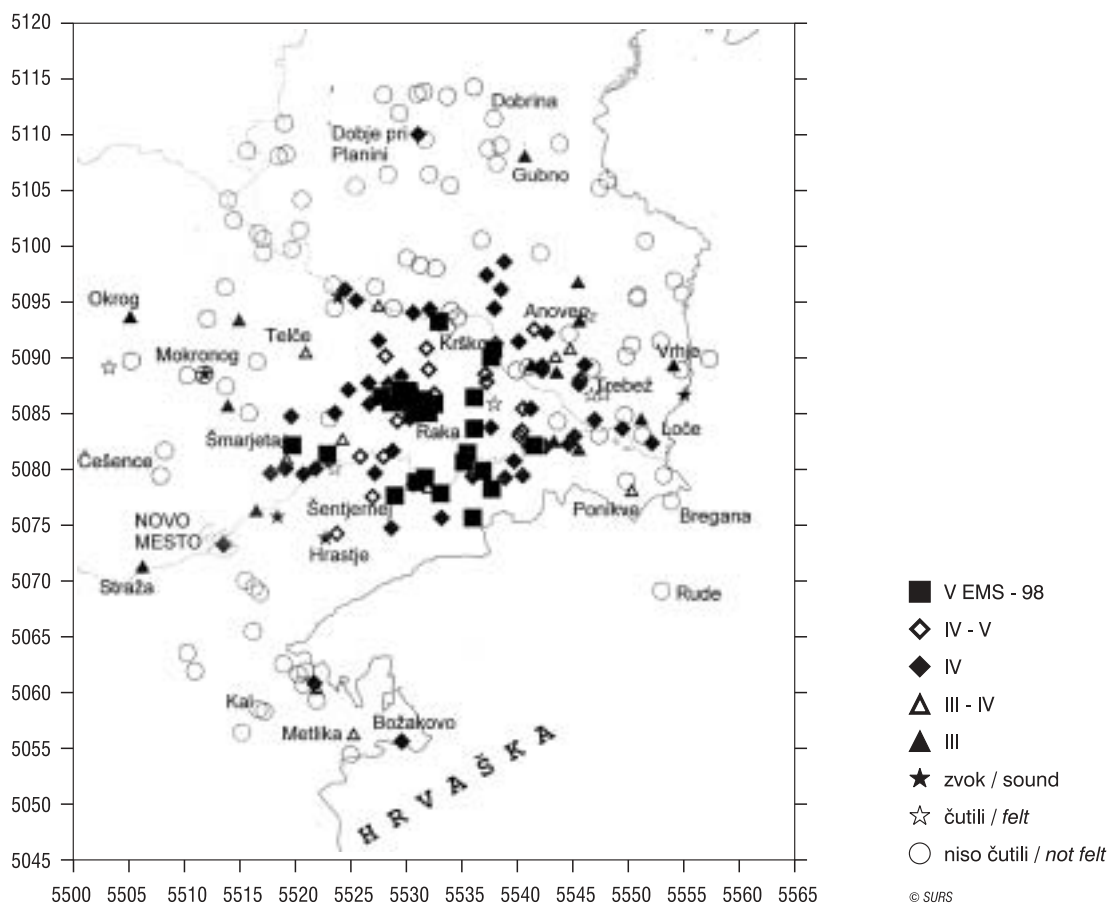 5120
5115
5110
5105
5100
5095
5090
5085
5080
5075
5070
5065
5060
5055
5050
5045
Dobrina
Dobje pri
Planini
Gubno
Okrog
Anovec
Telče
Krško
Mokronog
Vrhje
Trebež
Šmarjeta
Raka
Loče
Češence
Šentjernej
Ponikve
Bregana
NOVO
MESTO
Hrastje
Straža
Rude
Kal
Metlika
Božakovo
HRVAŠKA
5500 5505 5510 5515 5520 5525 5530 5535 5540 5545 5550 5555 5560 5565
V EMS - 98
IV - V
IV
III - IV
III
zvok / sound
čutili / felt
niso čutili / not felt
© SURS